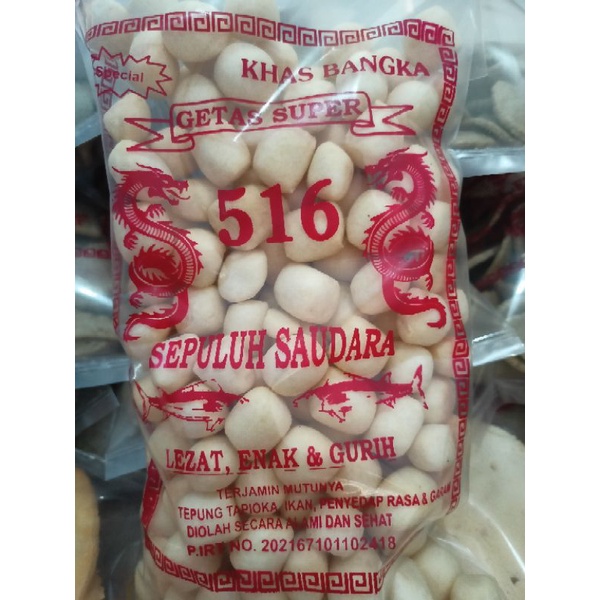 Special
KHAS BANGKA
GETAS SUPER
516
SEPULUH SAUDARA
LEZAT, ENAK & GURIH
TERJAMIN MUTUNYA
TEPUNG TAPIOKA, IKAN, PENYEDAP RASA & GARAM
DIOLAH SECARA ALAMI DAN SEHAT
P.IRT NO. 202167101102418